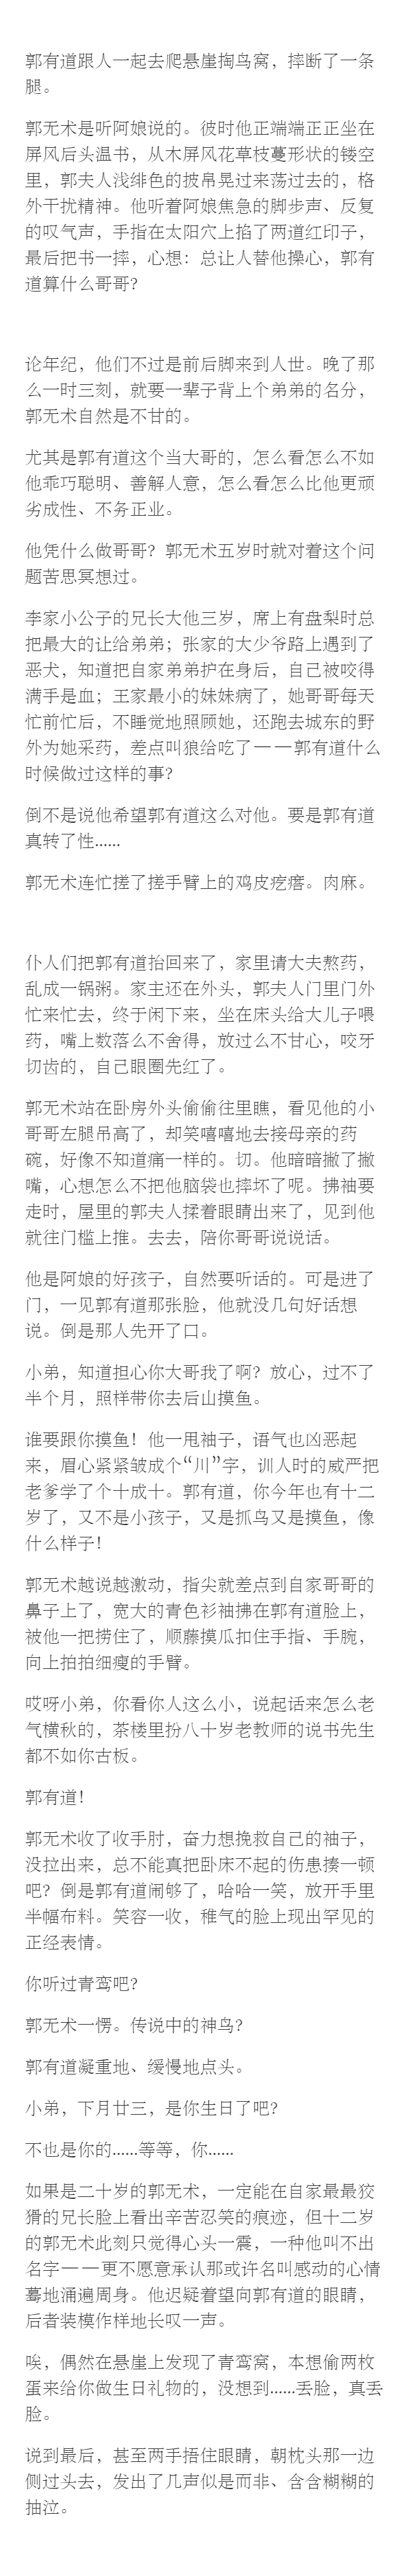 郭有道跟人一起去爬悬崖掏鸟窝，摔断了一条
腿。
郭无术是听阿娘说的。彼时他正端端正正坐在
屏风后头温书，从木屏风花草枝蔓形状的镂空
里，郭夫人浅绯色的披帛晃过来荡过去的，格
外干扰精神。他听着阿娘焦急的脚步声、反复
的叹气声，手指在太阳穴上掐了两道红印子，
最后把书一摔，心想：总让人替他操心，郭有
道算什么哥哥？
论年纪，他们不过是前后脚来到人世。晚了那
么一时三刻，就要一辈子背上个弟弟的名分，
郭无术自然是不甘的。
尤其是郭有道这个当大哥的，怎么看怎么不如
他乖巧聪明、善解人意，怎么看怎么比他更顽
劣成性、不务正业。
他凭什么做哥哥？郭无术五岁时就对着这个问
题苦思冥想过。
李家小公子的兄长大他三岁，席上有盘梨时总
把最大的让给弟弟；张家的大少爷路上遇到了
恶犬，知道把自家弟弟护在身后，自己被咬得
满手是血；王家最小的妹妹病了，她哥哥每天
忙前忙后，不睡觉地照顾她，还跑去城东的野
外为她采药，差点叫狼给吃了——郭有道什么
时候做过这样的事？
倒不是说他希望郭有道这么对他。要是郭有道
真转了性……
郭无术连忙搓了搓手臂上的鸡皮疙瘩。肉麻。
仆人们把郭有道抬回来了，家里请大夫熬药，
乱成一锅粥。家主还在外头，郭夫人门里门外
忙来忙去，终于闲下来，坐在床头给大儿子喂
药，嘴上数落么不舍得，放过么不甘心，咬牙
切齿的，自己眼圈先红了。
郭无术站在卧房外头偷偷往里瞧，看见他的小
哥哥左腿吊高了，却笑嘻嘻地去接母亲的药
碗，好像不知道痛一样的。切。他暗暗撇了撇
嘴，心想怎么不把他脑袋也摔坏了呢。拂袖要
走时，屋里的郭夫人揉着眼睛出来了，见到他
就往门槛上推。去去，陪你哥哥说说话。
他是阿娘的好孩子，自然要听话的。可是进了
门，一见郭有道那张脸，他就没几句好话想
说。倒是那人先开了口。
小弟，知道担心你大哥我了啊？放心，过不了
半个月，照样带你去后山摸鱼。
谁要跟你摸鱼！他一甩袖子，语气也凶恶起
来，眉心紧紧皱成个“川”字，训人时的威严把
老爹学了个十成十。郭有道，你今年也有十二
岁了，又不是小孩子，又是抓鸟又是摸鱼，像
什么样子！
郭无术越说越激动，指尖就差点到自家哥哥的
鼻子上了，宽大的青色衫袖拂在郭有道脸上，
被他一把捞住了，顺藤摸瓜扣住手指、手腕，
向上拍拍细瘦的手臂。
哎呀小弟，你看你人这么小，说起话来怎么老
气横秋的，茶楼里扮八十岁老教师的说书先生
都不如你古板。
郭有道！
郭无术收了收手肘，奋力想挽救自己的袖子，
没拉出来，总不能真把卧床不起的伤患揍一顿
吧？倒是郭有道闹够了，哈哈一笑，放开手里
半幅布料。笑容一收，稚气的脸上现出罕见的
正经表情。
你听过青鸾吧？
郭无术一愣。传说中的神鸟？
郭有道凝重地、缓慢地点头。
小弟，下月廿三，是你生日了吧？
不也是你的……等等，你……
如果是二十岁的郭无术，一定能在自家最最狡
猾的兄长脸上看出辛苦忍笑的痕迹，但十二岁
的郭无术此刻只觉得心头一震，一种他叫不出
名字——更不愿意承认那或许名叫感动的心情
蓦地涌遍周身。他迟疑着望向郭有道的眼睛，
后者装模作样地长叹一声。
唉，偶然在悬崖上发现了青鸾窝，本想偷两枚
蛋来给你做生日礼物的，没想到……丢脸，真丢
脸。
说到最后，甚至两手捂住眼睛，朝枕头那一边
侧过头去，发出了几声似是而非、含含糊糊的
抽泣。